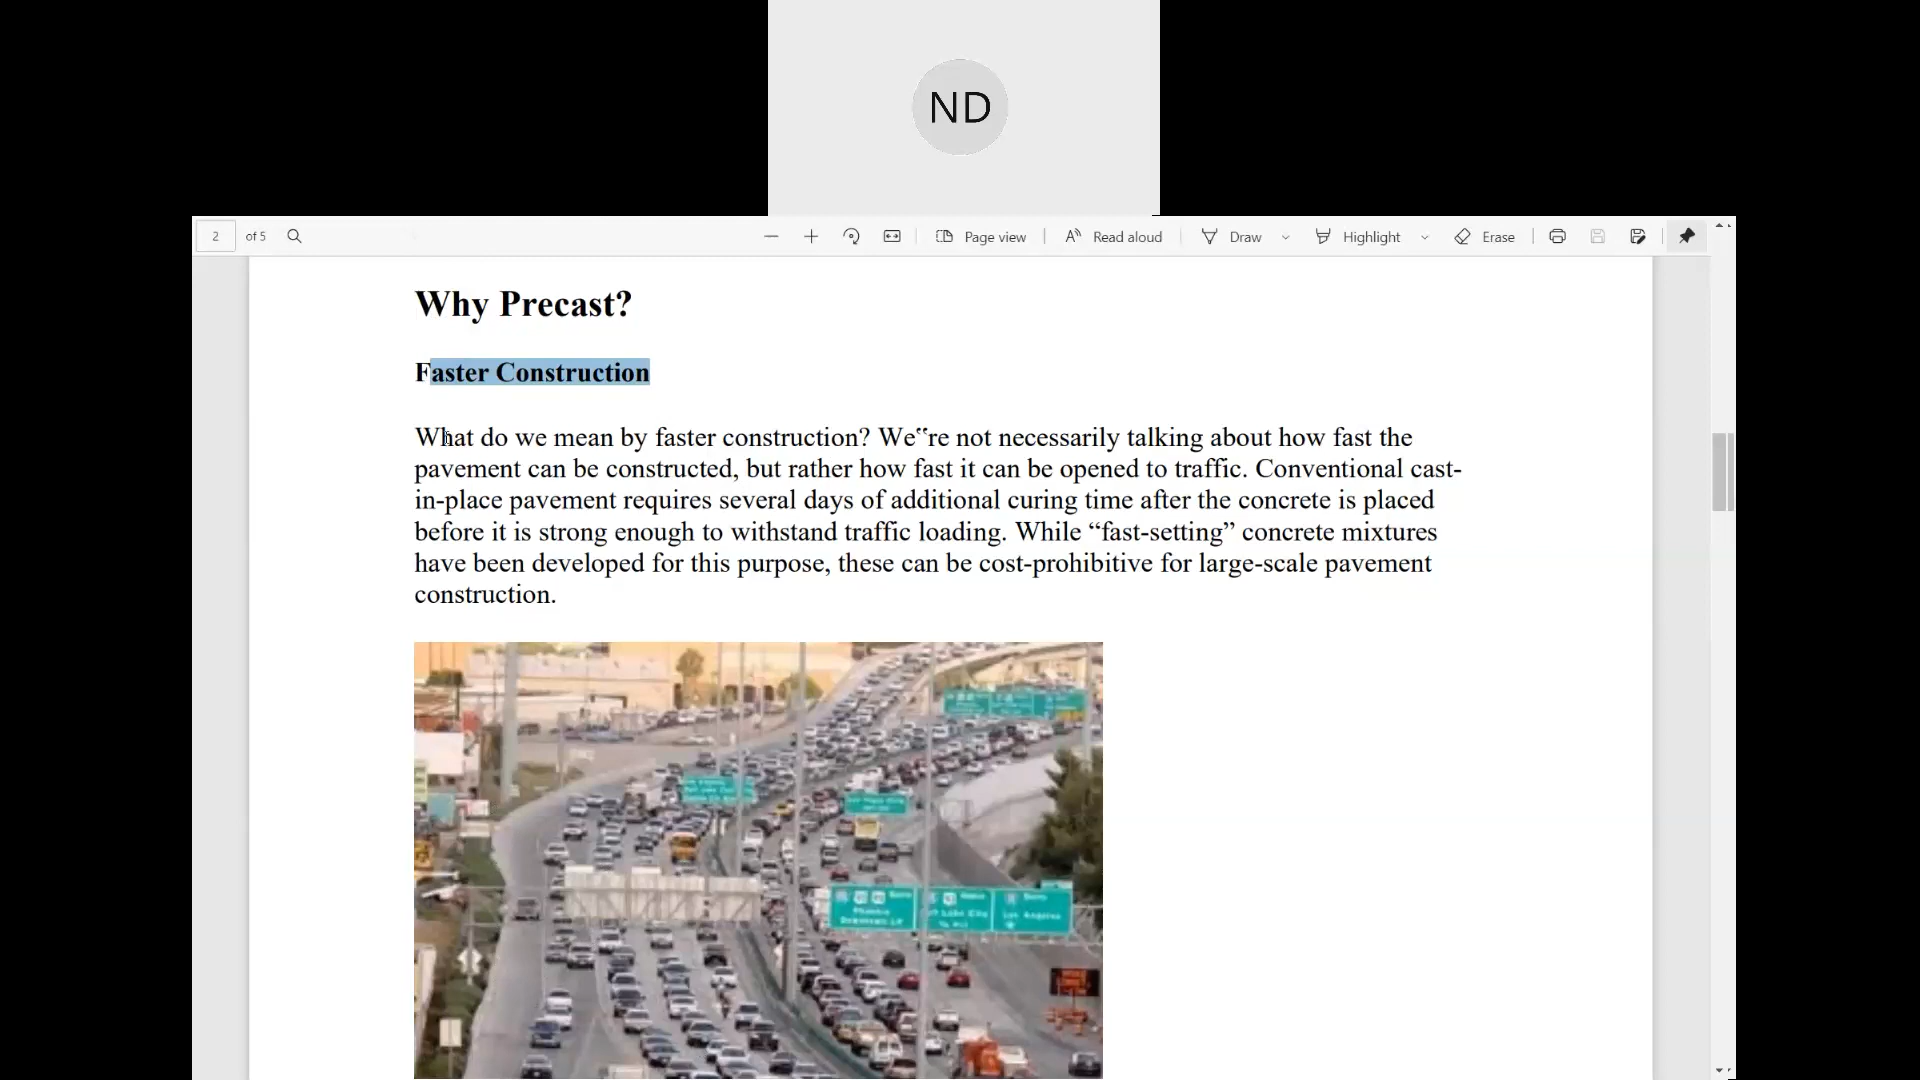 ND
2 of 5
Page view
Read aloud
Draw
Highlight
Erase
Why Precast?
Faster Construction
What do we mean by faster construction? We‟re not necessarily talking about how fast the
pavement can be constructed, but rather how fast it can be opened to traffic. Conventional cast-
in-place pavement requires several days of additional curing time after the concrete is placed
before it is strong enough to withstand traffic loading. While “fast-setting” concrete mixtures
have been developed for this purpose, these can be cost-prohibitive for large-scale pavement
construction.
Phoenix
Los Angeles